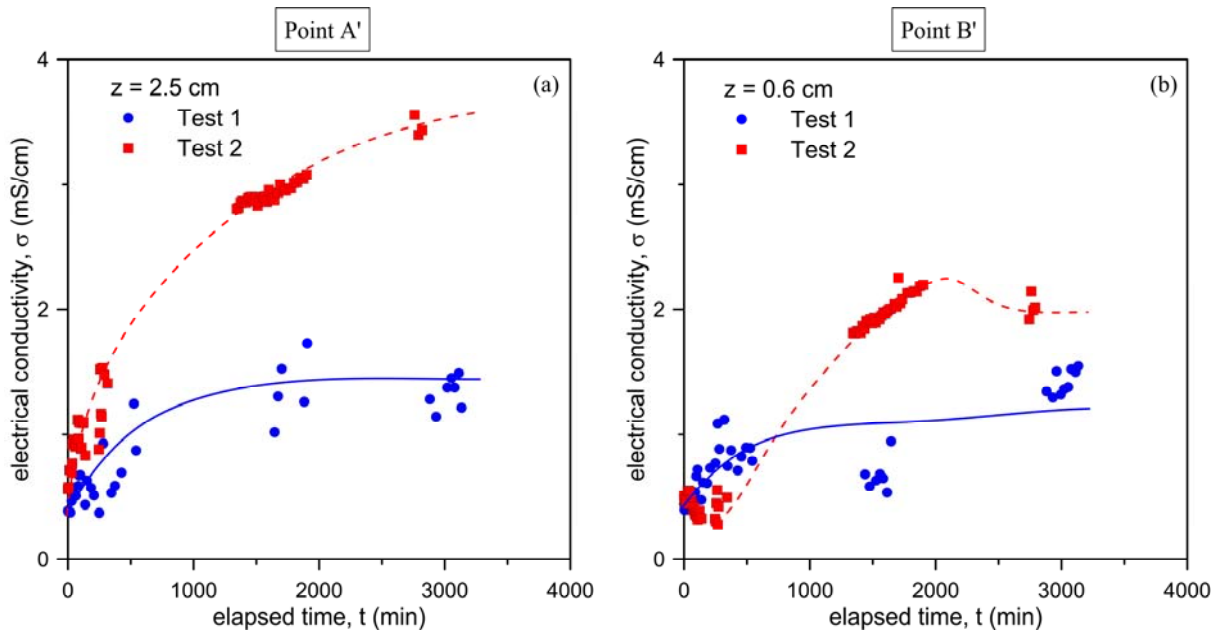 Point A'
Point B'
4
z = 2.5 cm
(a)
Test 1
Test 2
2
0
electrical conductivity, σ (mS/cm)
0 1000 2000 3000 4000
elapsed time, t (min)
4
z = 0.6 cm
(b)
Test 1
Test 2
2
0
electrical conductivity, σ (mS/cm)
0 1000 2000 3000 4000
elapsed time, t (min)